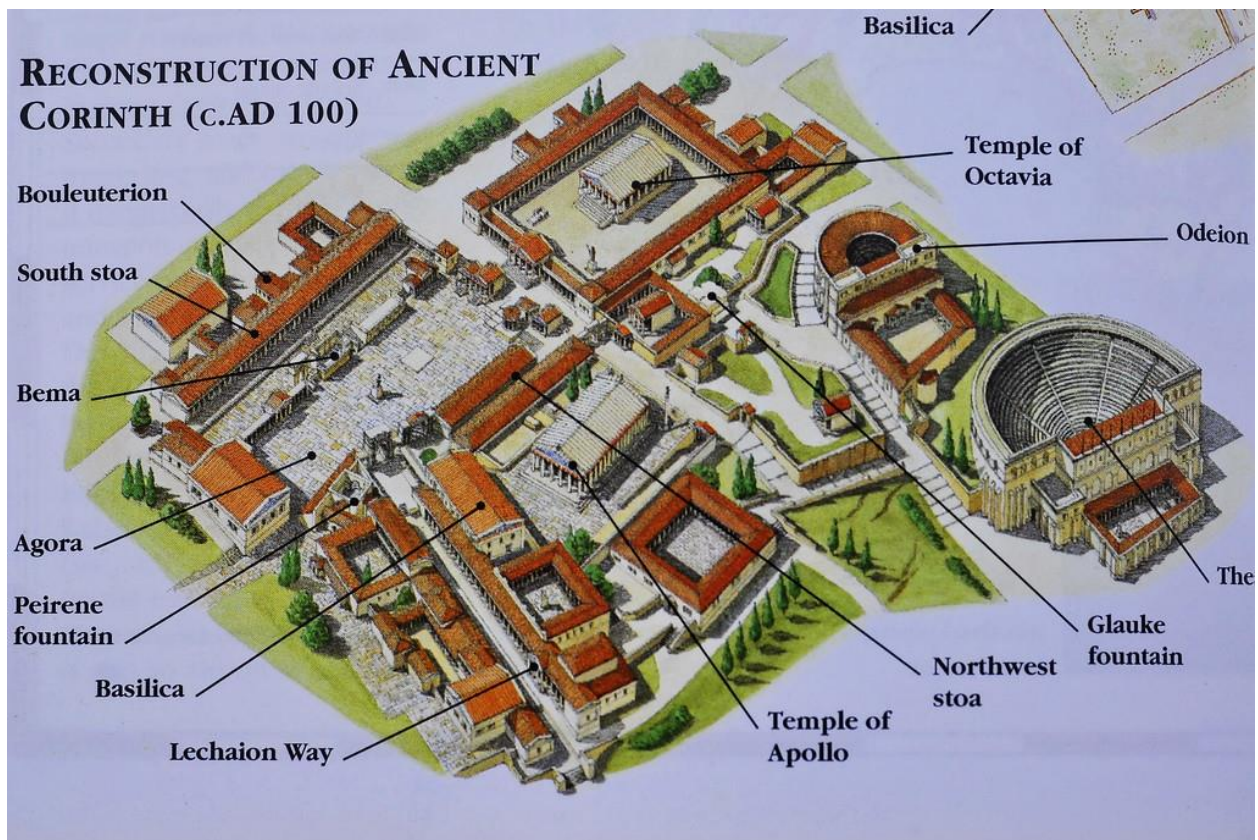 RECONSTRUCTION OF ANCIENT
CORINTH (C.AD 100)
Basilica
Bouleuterion
South stoa
Bema
Agora
Peirene
fountain
Basilica
Lechaion Way
Temple of
Octavia
Odeion
The
Glauke
fountain
Northwest
stoa
Temple of
Apollo